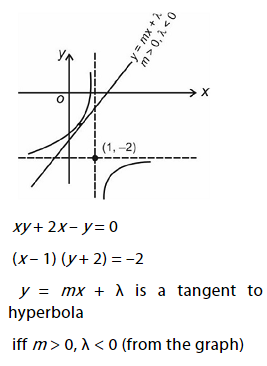 y = mx + λ
m > 0, λ < 0
y
x
O
(1, –2)
xy + 2x – y = 0
(x – 1) (y + 2) = –2
y = mx + λ is a tangent to
hyperbola
iff m > 0, λ < 0 (from the graph)